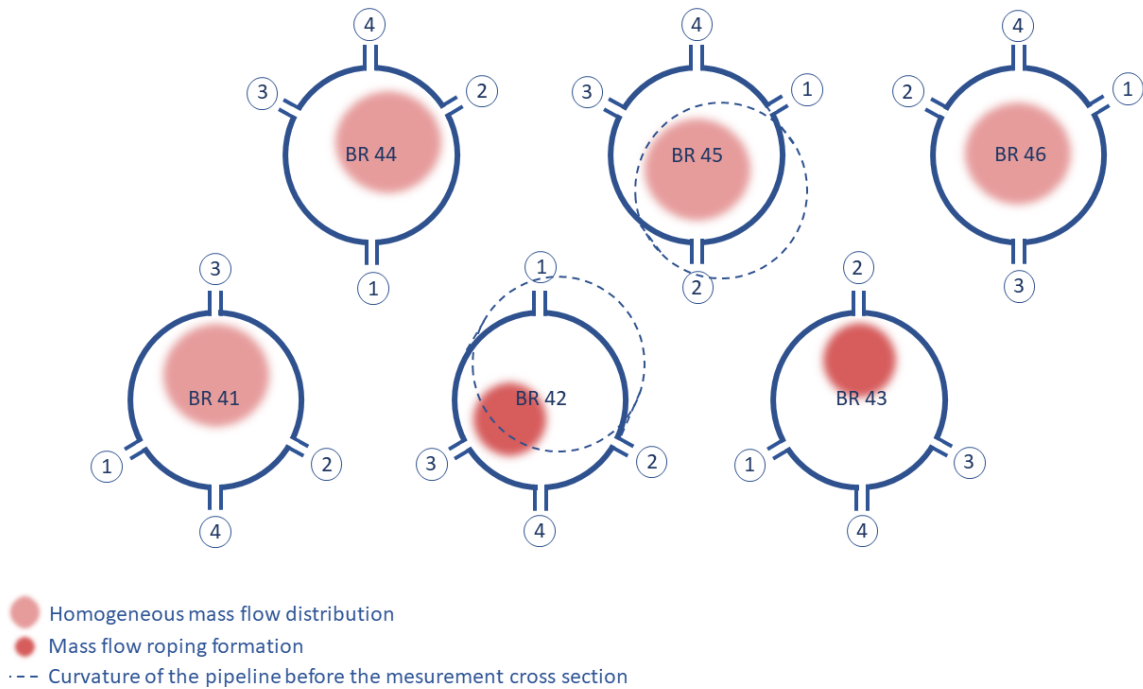 4
4
4
3
2
3
1
2
1
BR 44
BR 45
BR 46
1
2
3
3
1
2
BR 41
BR 42
BR 43
1
2
3
2
1
3
4
4
4
Homogeneous mass flow distribution
Mass flow roping formation
Curvature of the pipeline before the mesurement cross section